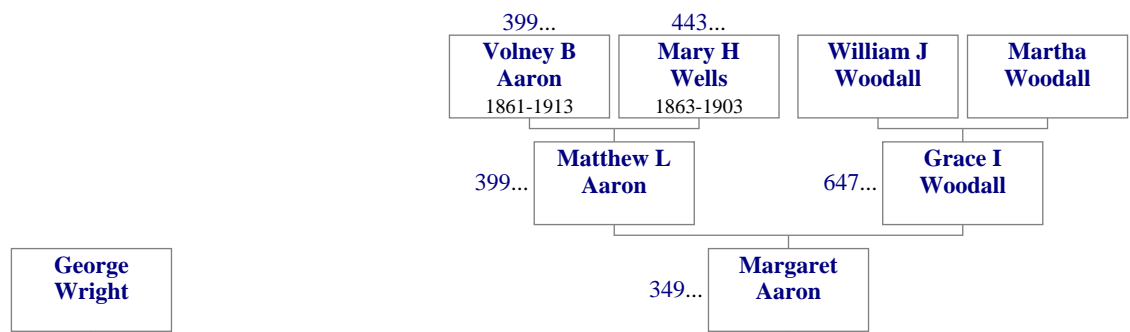 399...
443...
Volney B
Aaron
1861-1913
Mary H
Wells
1863-1903
William J
Woodall
Martha
Woodall
399...
Matthew L
Aaron
647...
Grace I
Woodall
George
Wright
349...
Margaret
Aaron